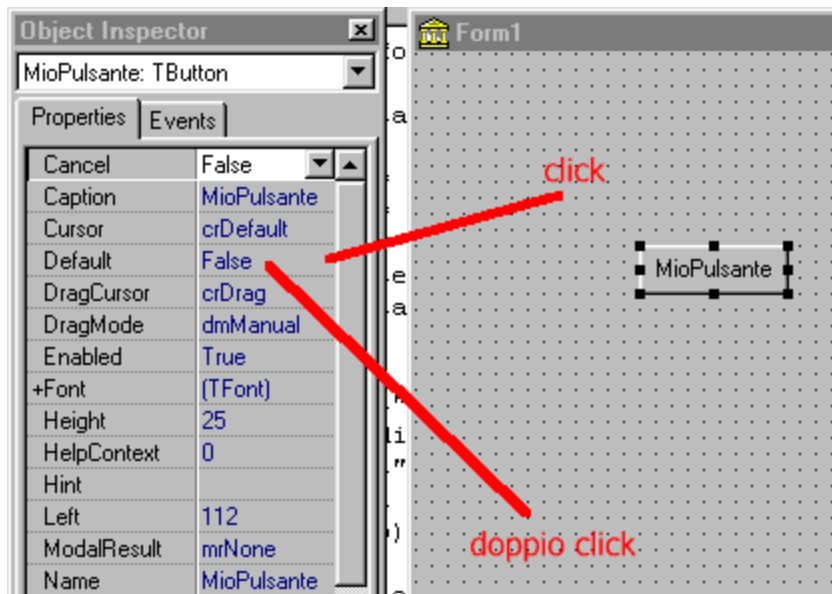 Object Inspector
MioPulsante: TButton
Properties Events
Cancel False
Caption MioPulsante
Cursor crDefault
Default False
DragCursor crDrag
DragMode dmManual
Enabled True
+Font (TFont)
Height 25
HelpContext 0
Hint
Left 112
ModalResult mrNone
Name MioPulsante
Form1
click
MioPulsante
doppio click